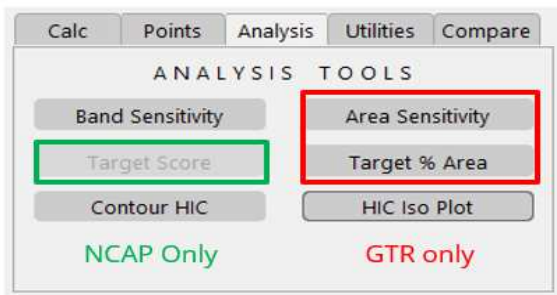 Calc Points Analysis Utilities Compare
ANALYSIS TOOLS
Band Sensitivity Area Sensitivity
Target Score Target % Area
Contour HIC HIC Iso Plot
NCAP Only GTR only